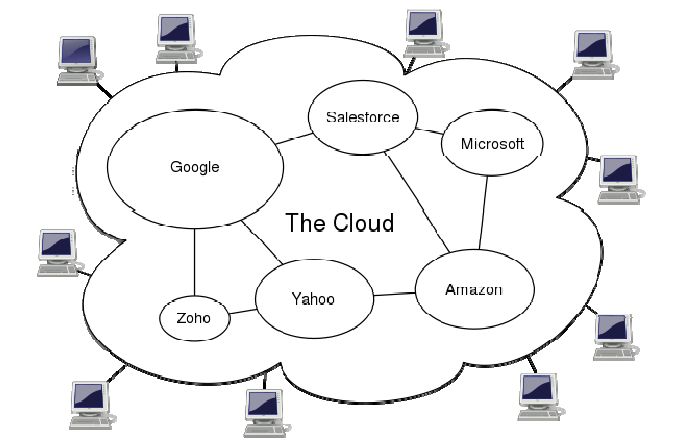 Salesforce
Microsoft
Google
The Cloud
Amazon
Yahoo
Zoho